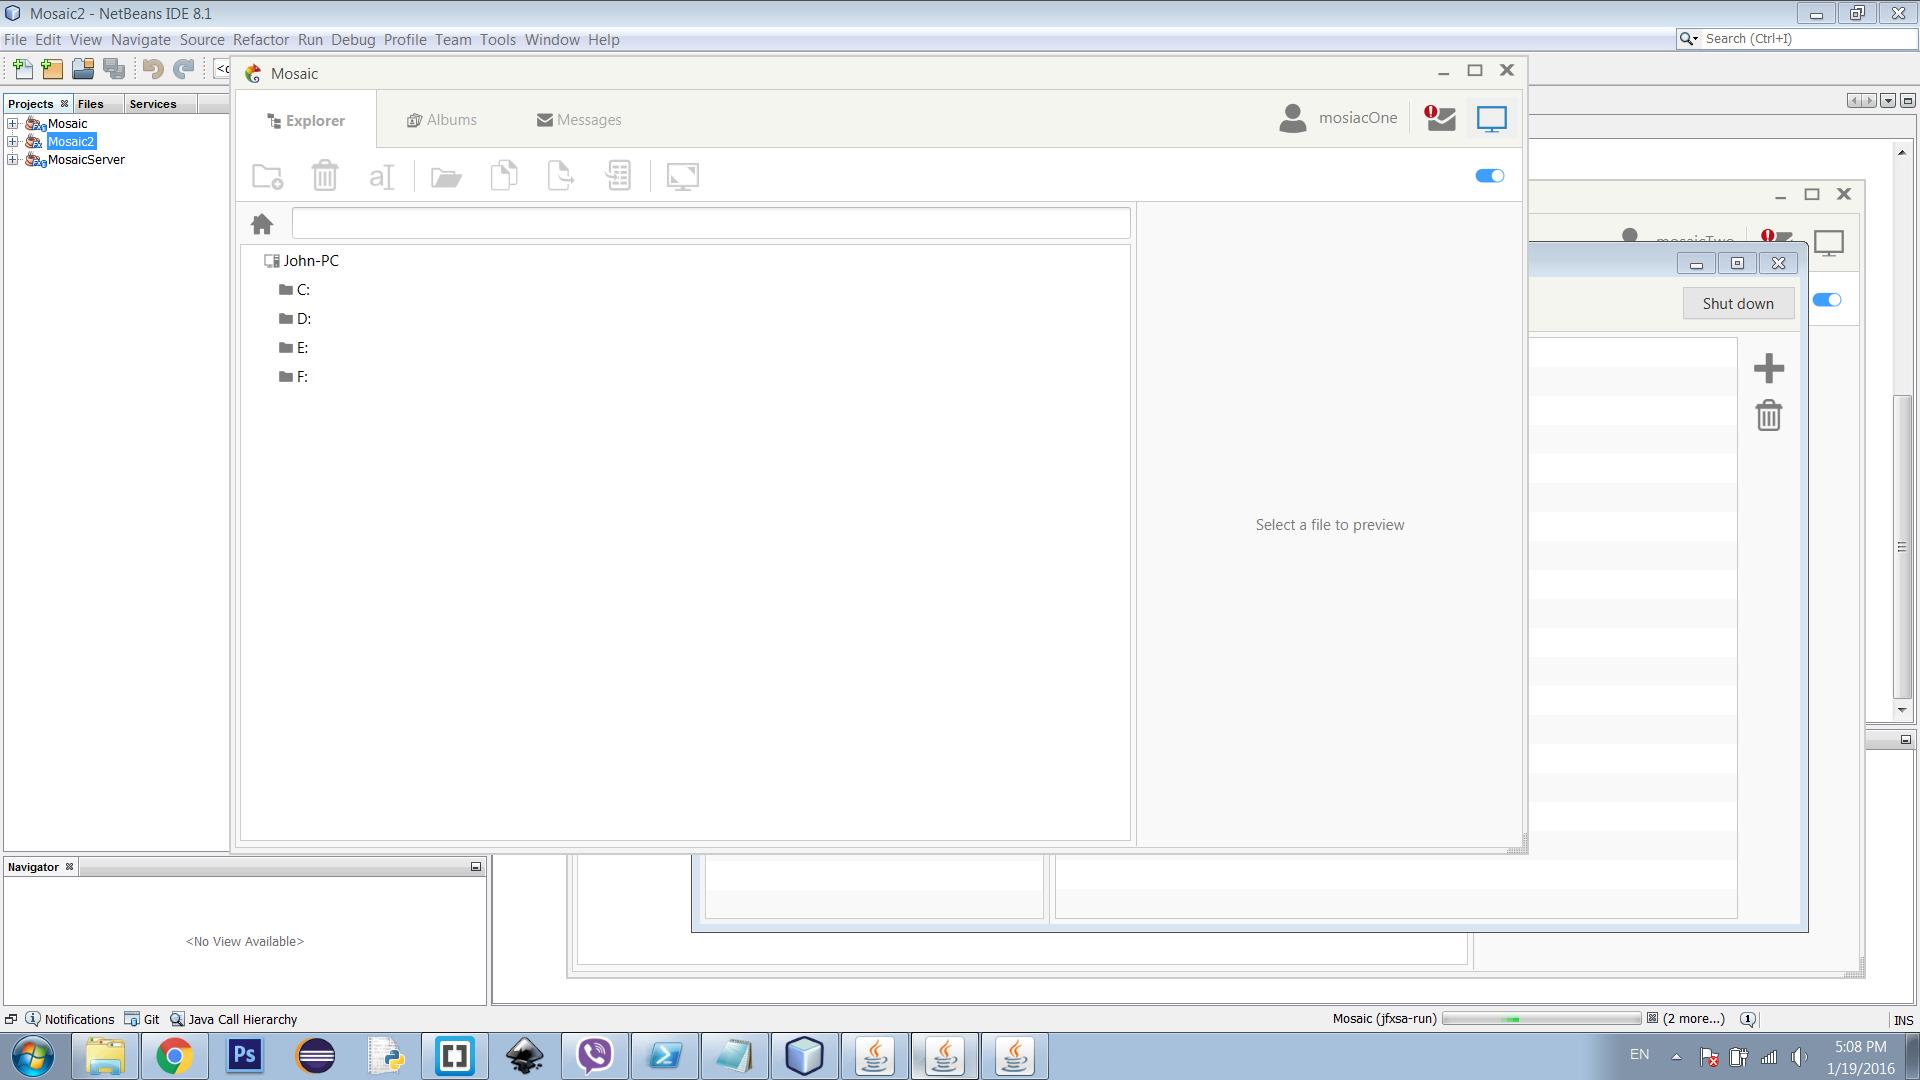 Mosaic2 - NetBeans IDE 8.1
File Edit View Navigate Source Refactor Run Debug Profile Team Tools Window Help
Search (Ctrl+I)
<c
Mosaic
Projects Files Services
Mosaic
Mosaic2
MosaicServer
Explorer Albums Messages
mosiacOne
aI
John-PC
C:
D:
E:
F:
Select a file to preview
mosaicTwo
Shut down
Navigator
<No View Available>
Notifications Git Java Call Hierarchy
Mosaic (jfxsa-run) (2 more...)
INS
Ps
EN
5:08 PM
1/19/2016